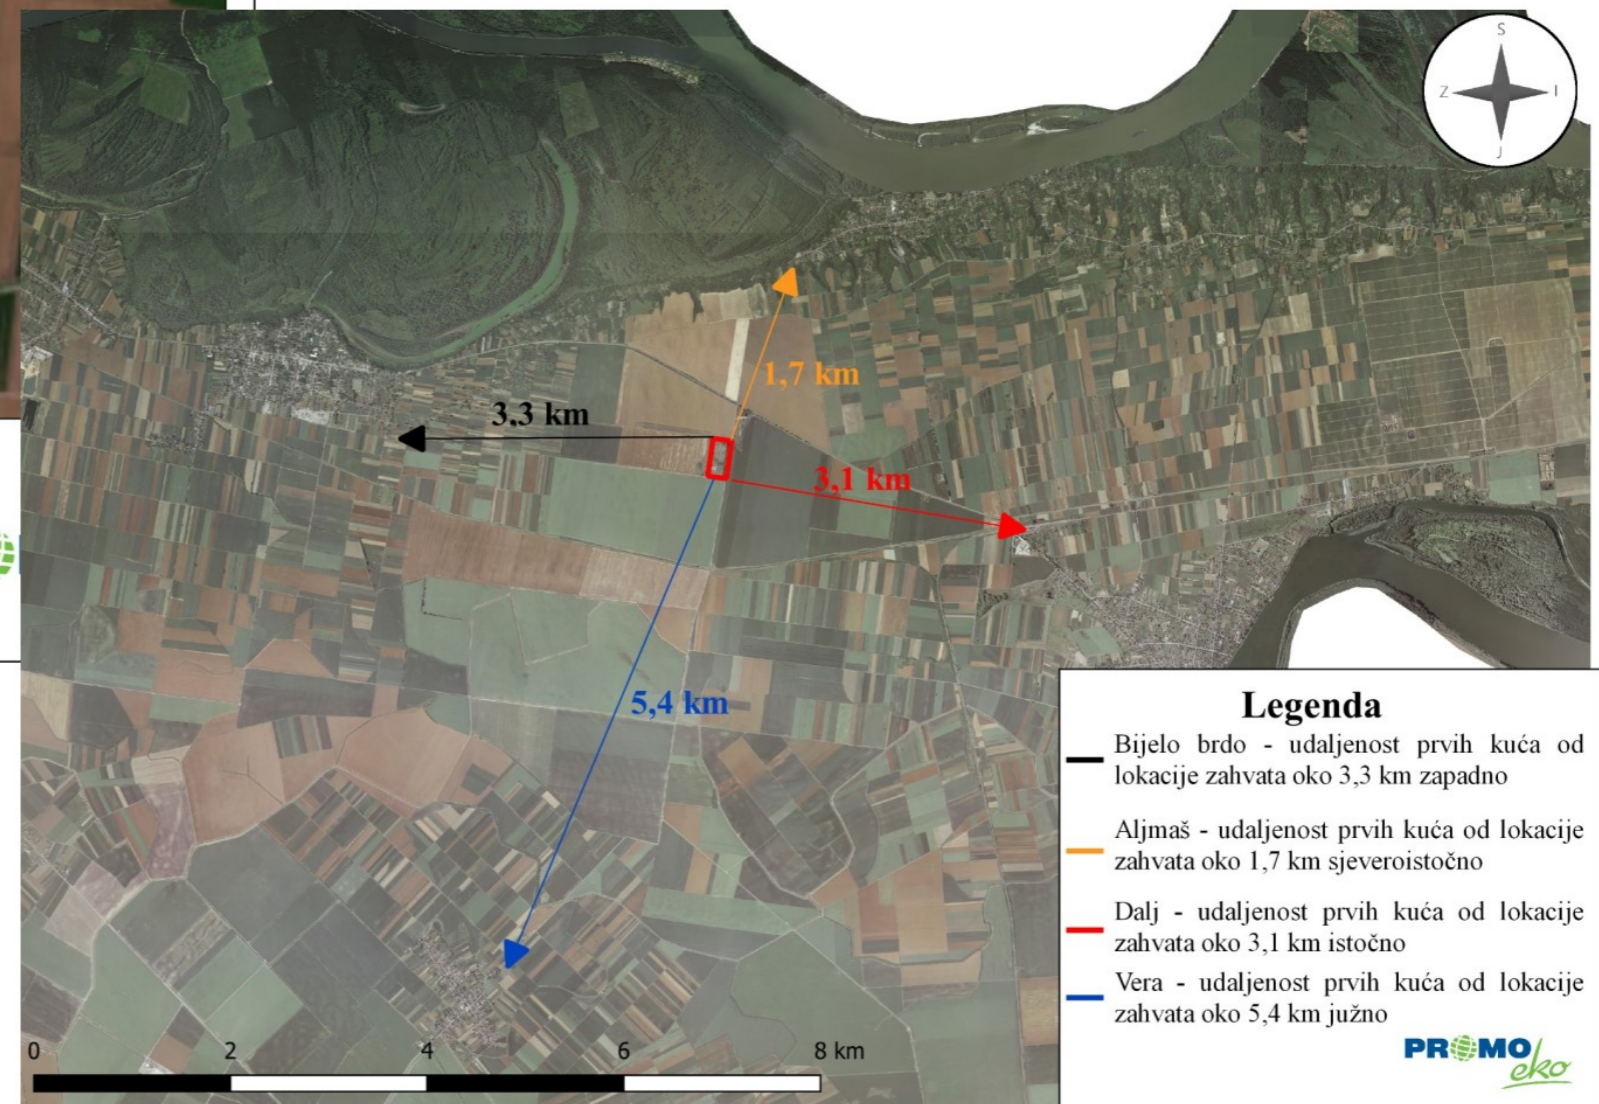 S
Z I
J
1,7 km
3,3 km
3,1 km
5,4 km
Legenda
Bijelo brdo - udaljenost prvih kuća od
lokacije zahvata oko 3,3 km zapadno
Aljmaš - udaljenost prvih kuća od lokacije
zahvata oko 1,7 km sjeveroistočno
Dalj - udaljenost prvih kuća od lokacije
zahvata oko 3,1 km istočno
Vera - udaljenost prvih kuća od lokacije
zahvata oko 5,4 km južno
0 2 4 6 8 km
PROMO
eko